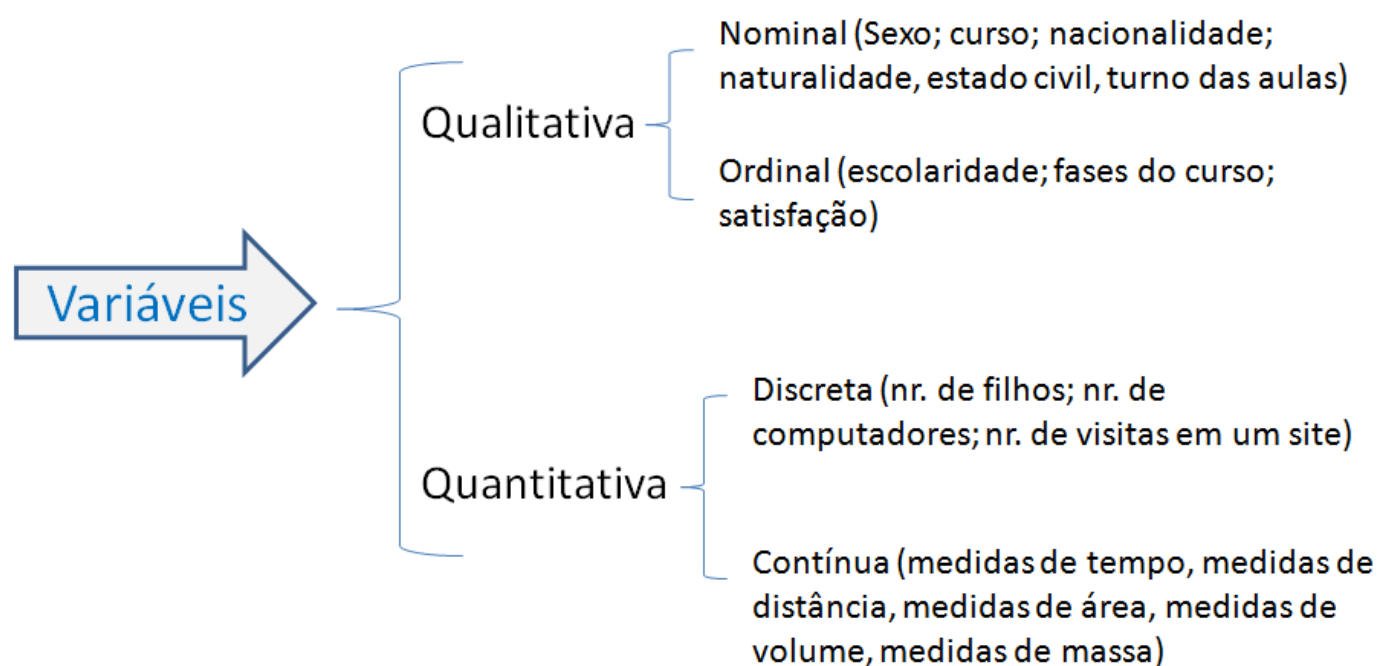 Nominal (Sexo; curso; nacionalidade;
naturalidade, estado civil, turno das aulas)
Qualitativa
Ordinal (escolaridade; fases do curso;
satisfação)
Variáveis
Discreta (nr. de filhos; nr. de
computadores; nr. de visitas em um site)
Quantitativa
Contínua (medidas de tempo, medidas de
distância, medidas de área, medidas de
volume, medidas de massa)